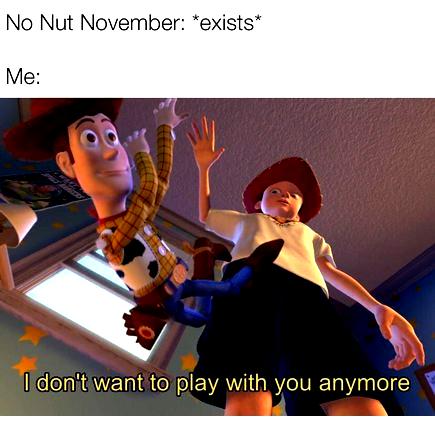 No Nut November: *exists*
Me:
I don't want to play with you anymore